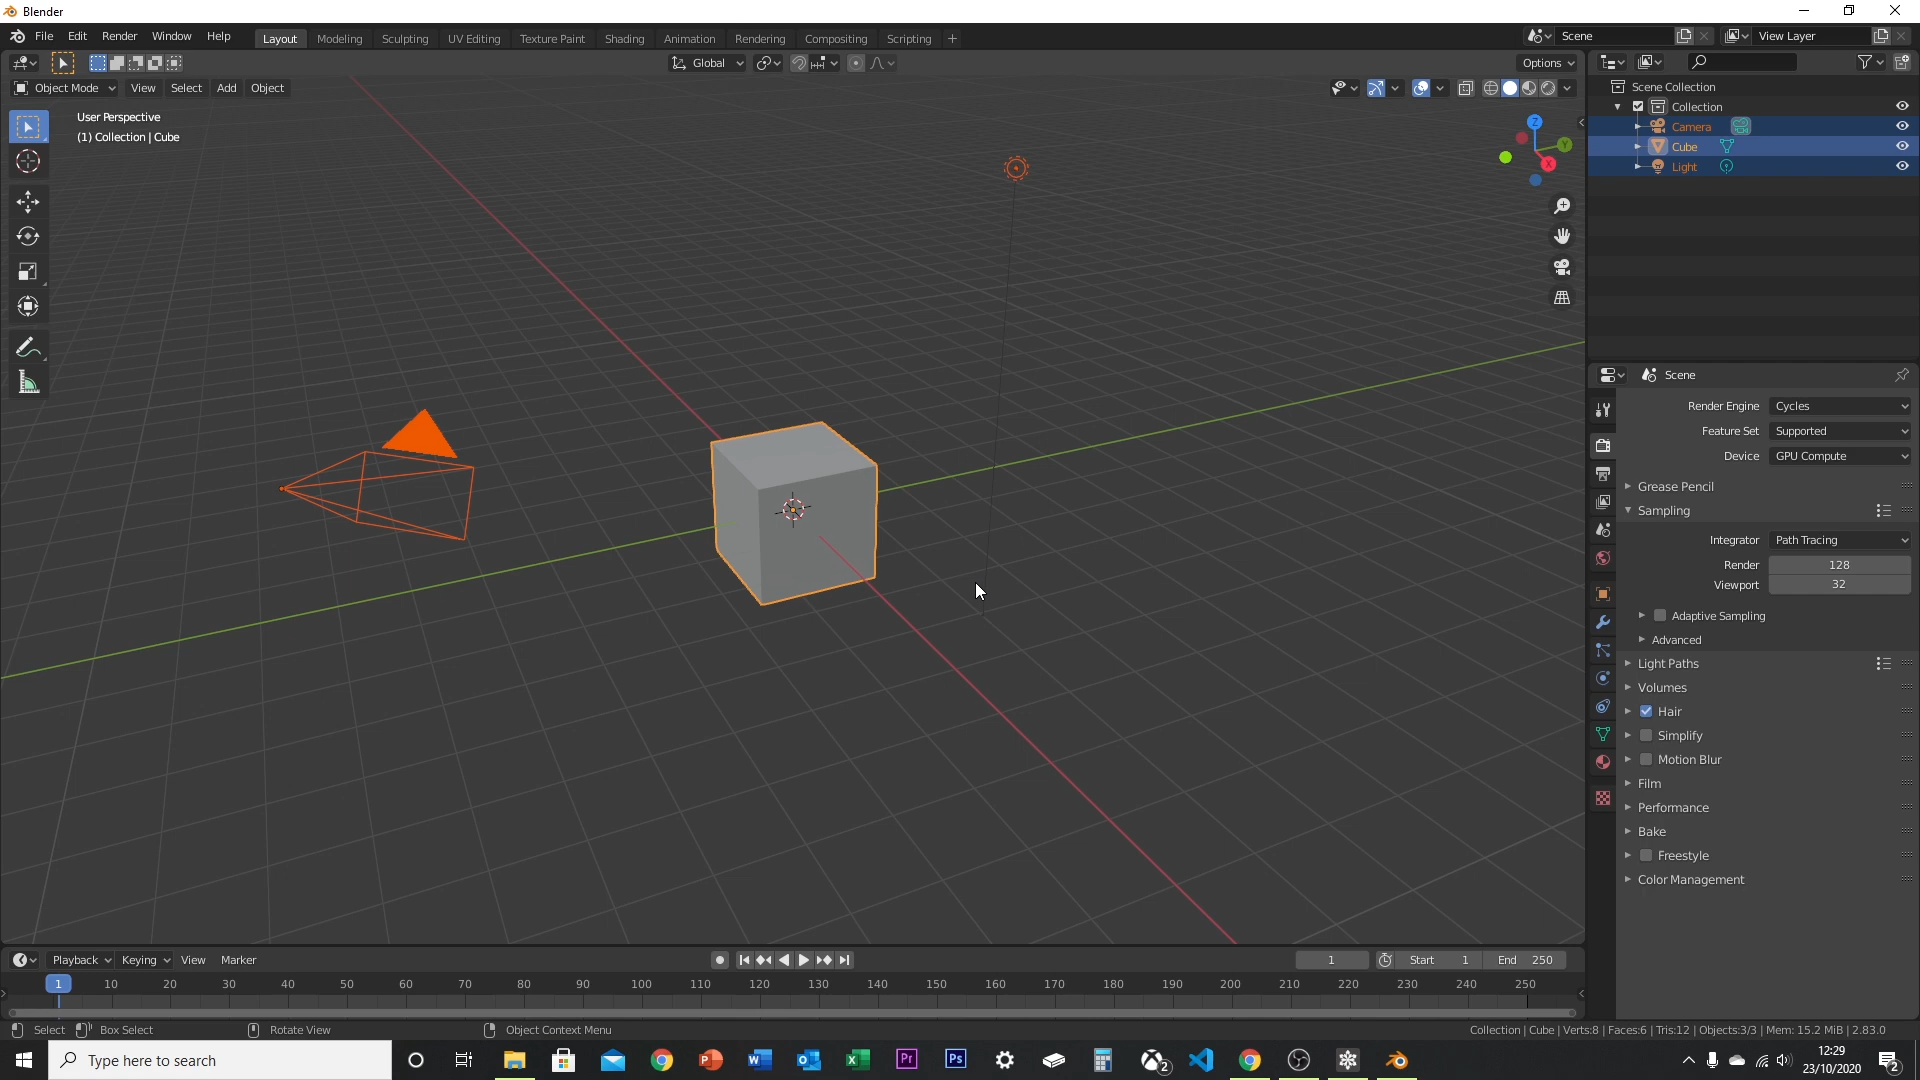 Blender
File Edit Render Window Help Layout Modeling Sculpting UV Editing Texture Paint Shading Animation Rendering Compositing Scripting + Scene View Layer
Global Options
Object Mode View Select Add Object
User Perspective
(1) Collection | Cube
Z
Y
X
Scene Collection
Collection
Camera
Cube
Light
Scene
Render Engine Cycles
Feature Set Supported
Device GPU Compute
Grease Pencil
Sampling
Integrator Path Tracing
Render 128
Viewport 32
Adaptive Sampling
Advanced
Light Paths
Volumes
Hair
Simplify
Motion Blur
Film
Performance
Bake
Freestyle
Color Management
Playback Keying View Marker 1 Start 1 End 250
1 10 20 30 40 50 60 70 80 90 100 110 120 130 140 150 160 170 180 190 200 210 220 230 240 250
Select Box Select Rotate View Object Context Menu Collection | Cube | Verts:8 | Faces:6 | Tris:12 | Objects:3/3 | Mem: 15.2 MiB | 2.83.0
Type here to search Pr Ps 2 12:29
23/10/2020 2